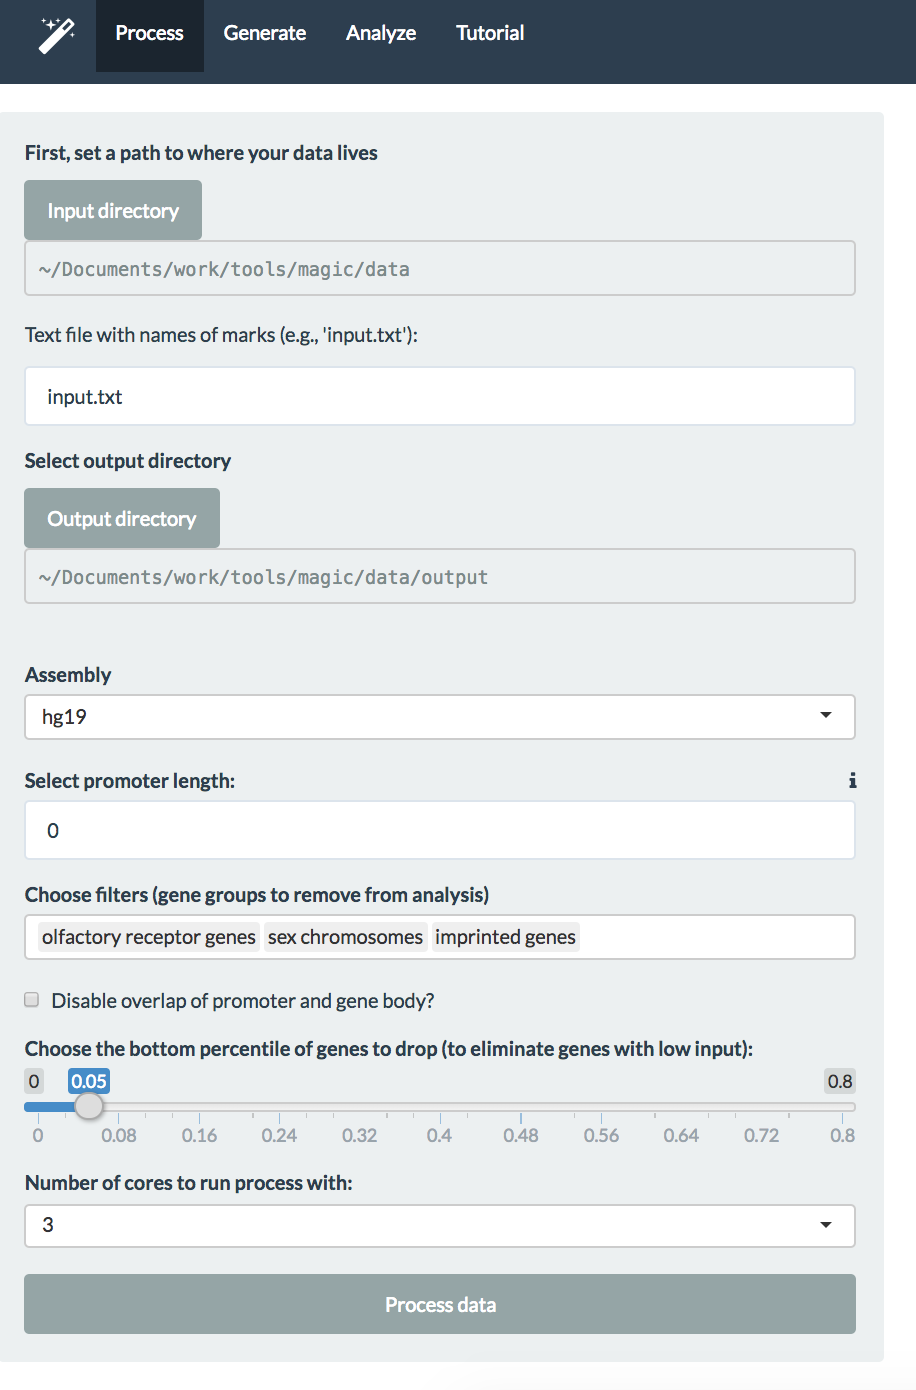 Process Generate Analyze Tutorial
First, set a path to where your data lives
Input directory
~/Documents/work/tools/magic/data
Text file with names of marks (e.g., 'input.txt'):
input.txt
Select output directory
Output directory
~/Documents/work/tools/magic/data/output
Assembly
hg19
Select promoter length:
0
Choose filters (gene groups to remove from analysis)
olfactory receptor genes sex chromosomes imprinted genes
Disable overlap of promoter and gene body?
Choose the bottom percentile of genes to drop (to eliminate genes with low input):
0 0.05 0.8
0 0.08 0.16 0.24 0.32 0.4 0.48 0.56 0.64 0.72 0.8
Number of cores to run process with:
3
Process data